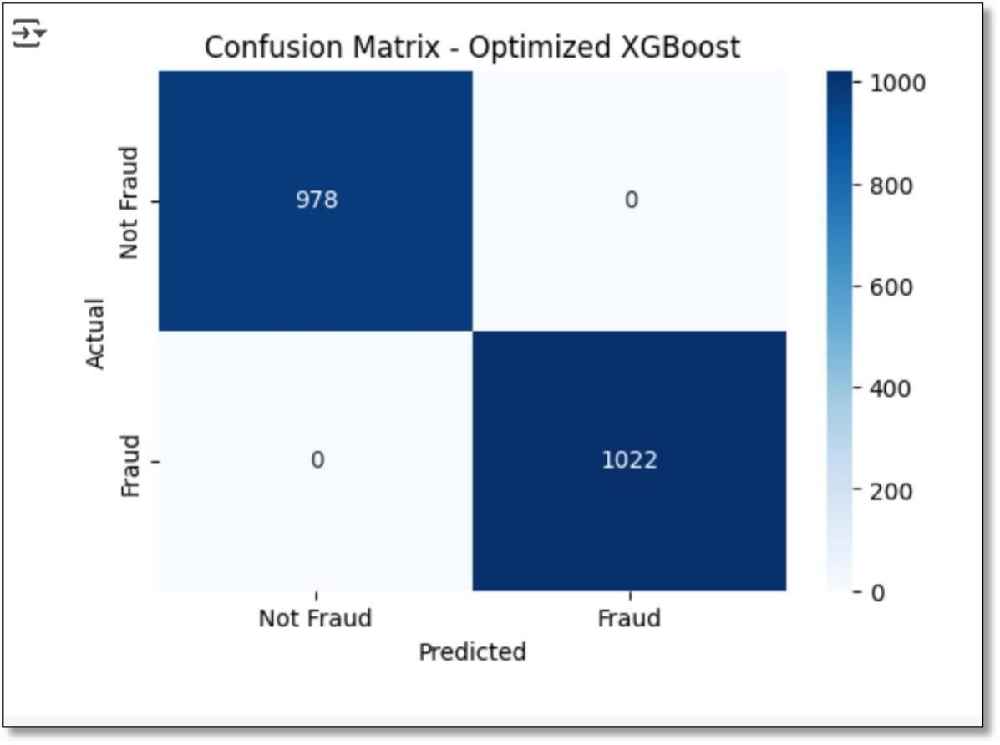 Confusion Matrix - Optimized XGBoost
Not Fraud
Fraud
Actual
978
0
0
1022
Not Fraud
Fraud
Predicted
1000
800
600
400
200
0